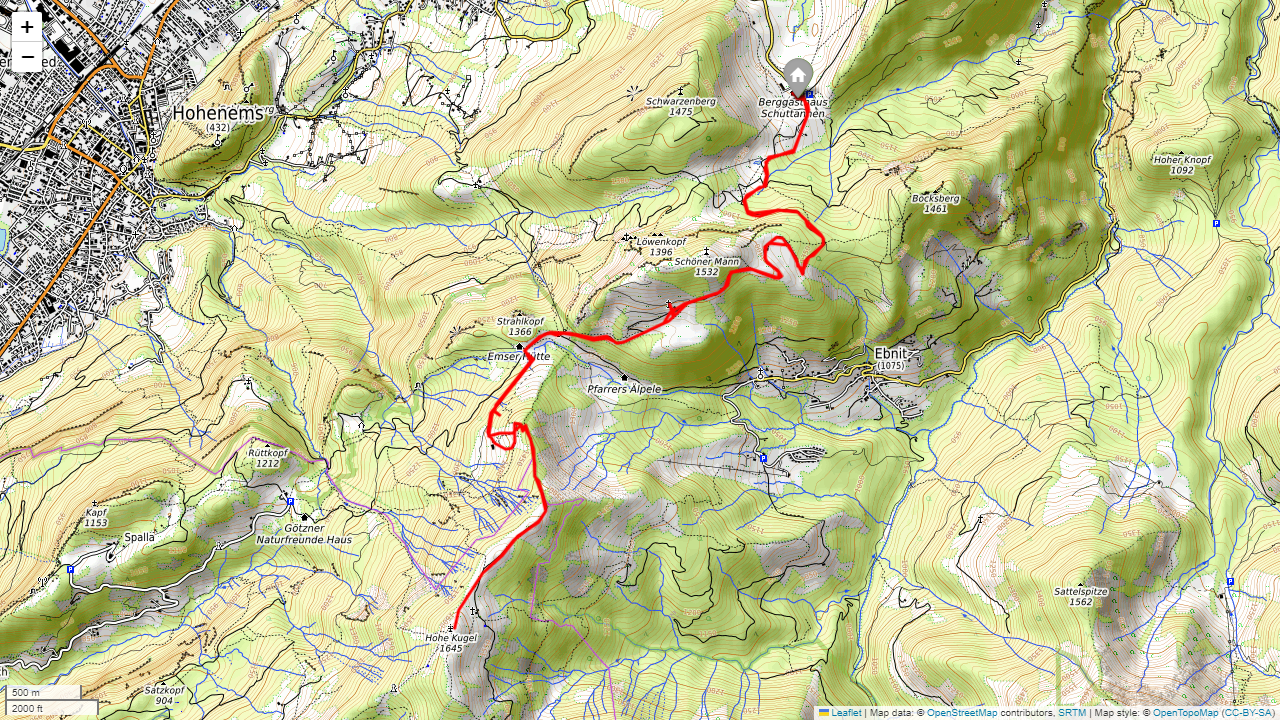 +
−
Hohenems
(432)
Schwarzenberg
1475
Berggasthaus
Schuttannen
Hoher Knopf
1092
Bocksberg
1461
Löwenkopf
1396
Schöner Mann
1532
Strahlkopf
1366
Emser Hütte
Ebnit
(1075)
Pfarrers Älpele
Rüttkopf
1212
Kapf
1153
Spalla
Götzner
Naturfreunde Haus
Sattelspitze
1562
Hohe Kugel
1645
Satzkopf
904
500 m
2000 ft
Leaflet | Map data: © OpenStreetMap contributors, SRTM | Map style: © OpenTopoMap (CC-BY-SA)